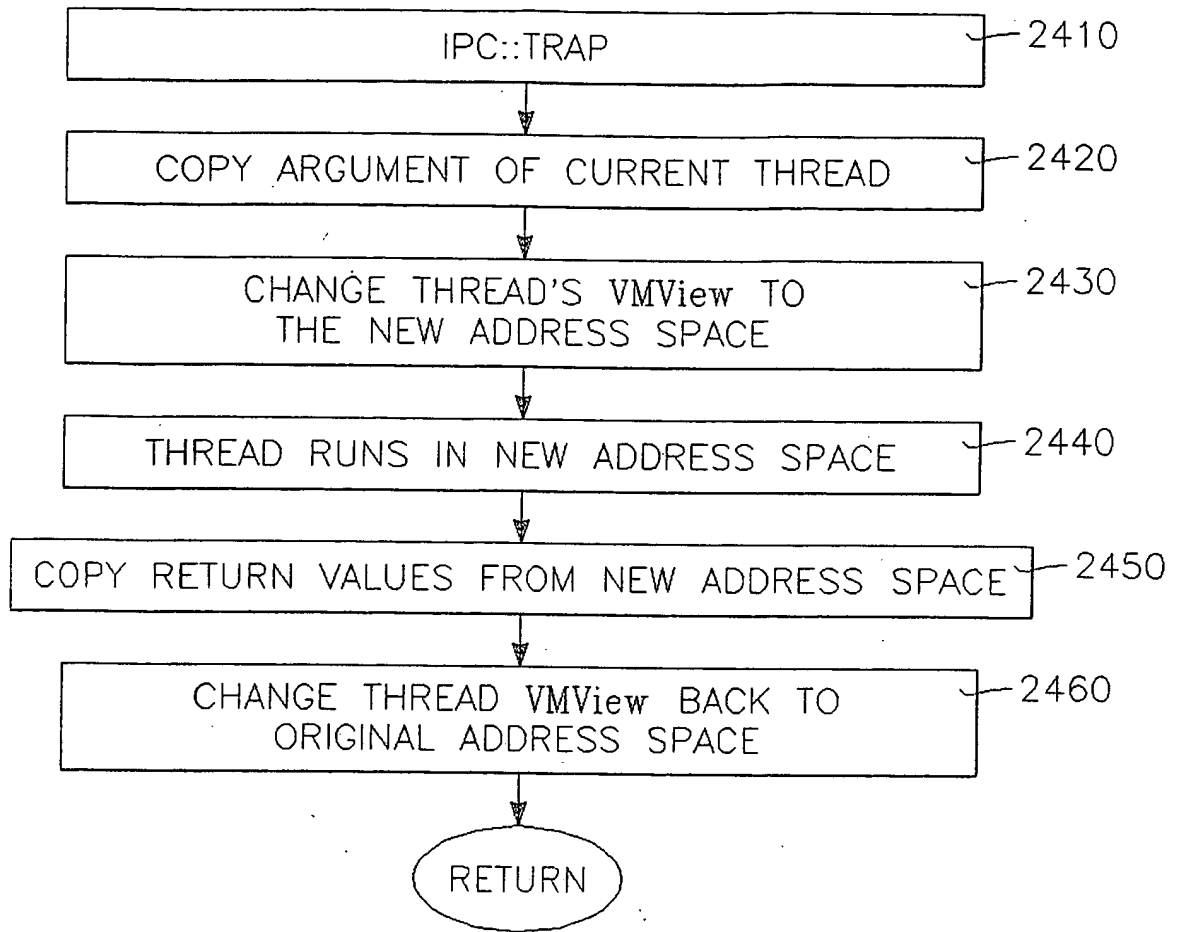 IPC::TRAP
2410
COPY ARGUMENT OF CURRENT THREAD
2420
CHANGE THREAD'S VMView TO
THE NEW ADDRESS SPACE
2430
THREAD RUNS IN NEW ADDRESS SPACE
2440
COPY RETURN VALUES FROM NEW ADDRESS SPACE
2450
CHANGE THREAD VMView BACK TO
ORIGINAL ADDRESS SPACE
2460
RETURN